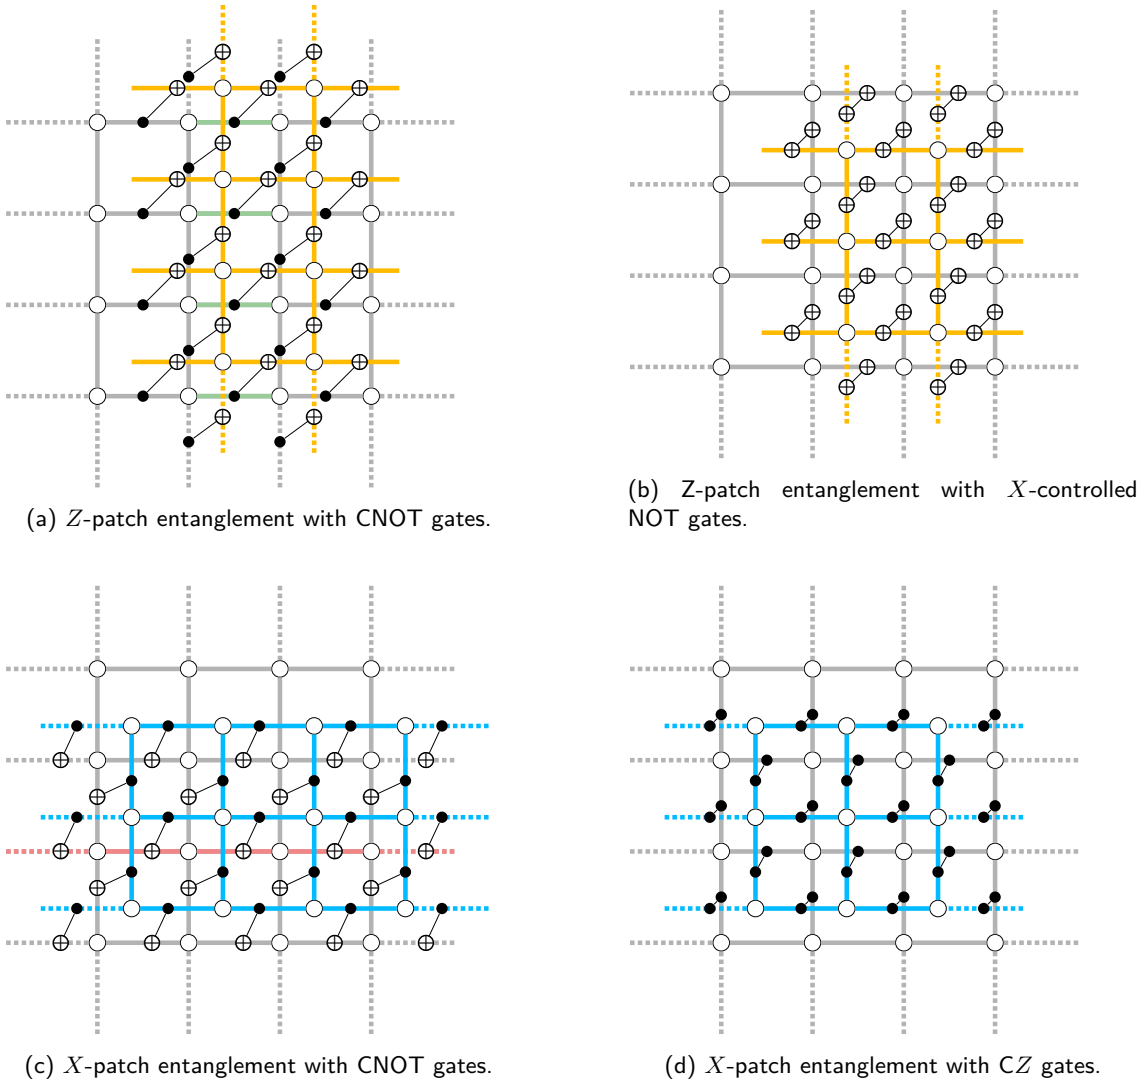 (a) Z-patch entanglement with CNOT gates.
(b) Z-patch entanglement with X-controlled
NOT gates.
(c) X-patch entanglement with CNOT gates.
(d) X-patch entanglement with CZ gates.